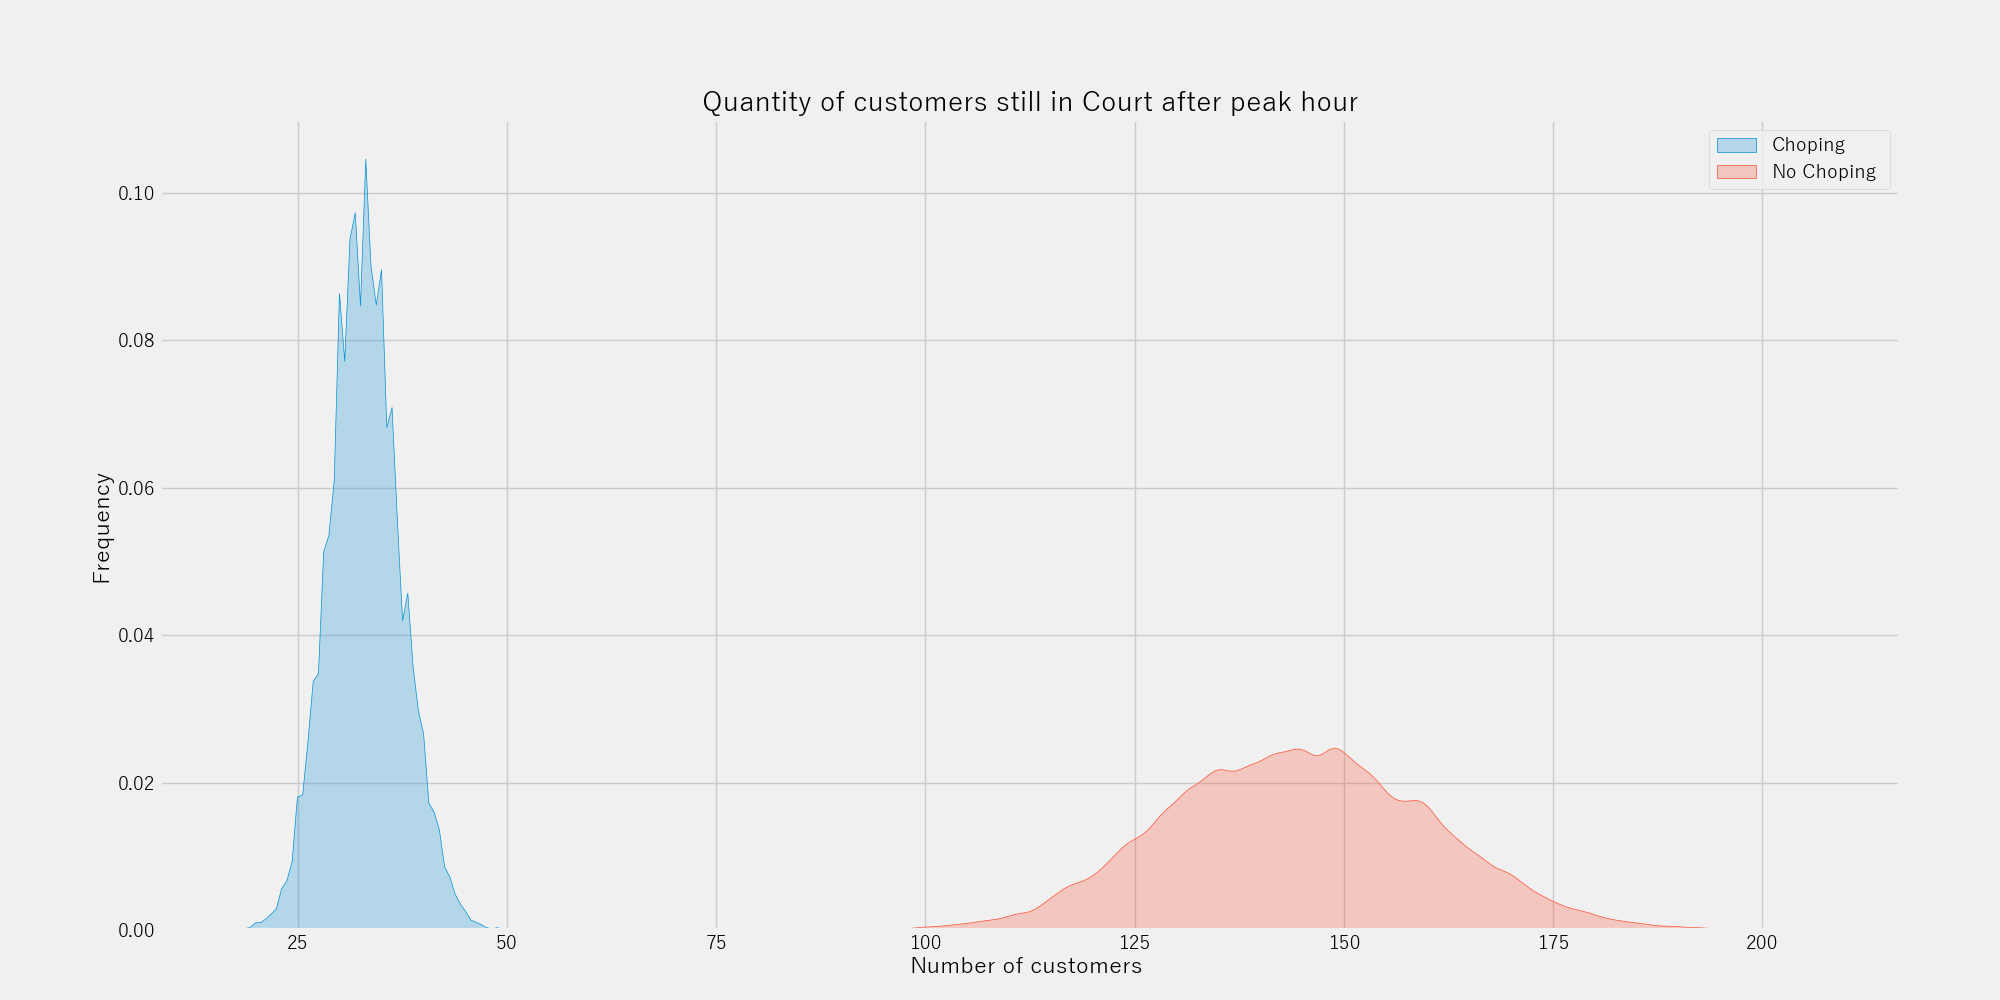 Quantity of customers still in Court after peak hour
Choping
No Choping
0.10
0.08
0.06
0.04
0.02
0.00
Frequency
25 50 75 100 125 150 175 200
Number of customers